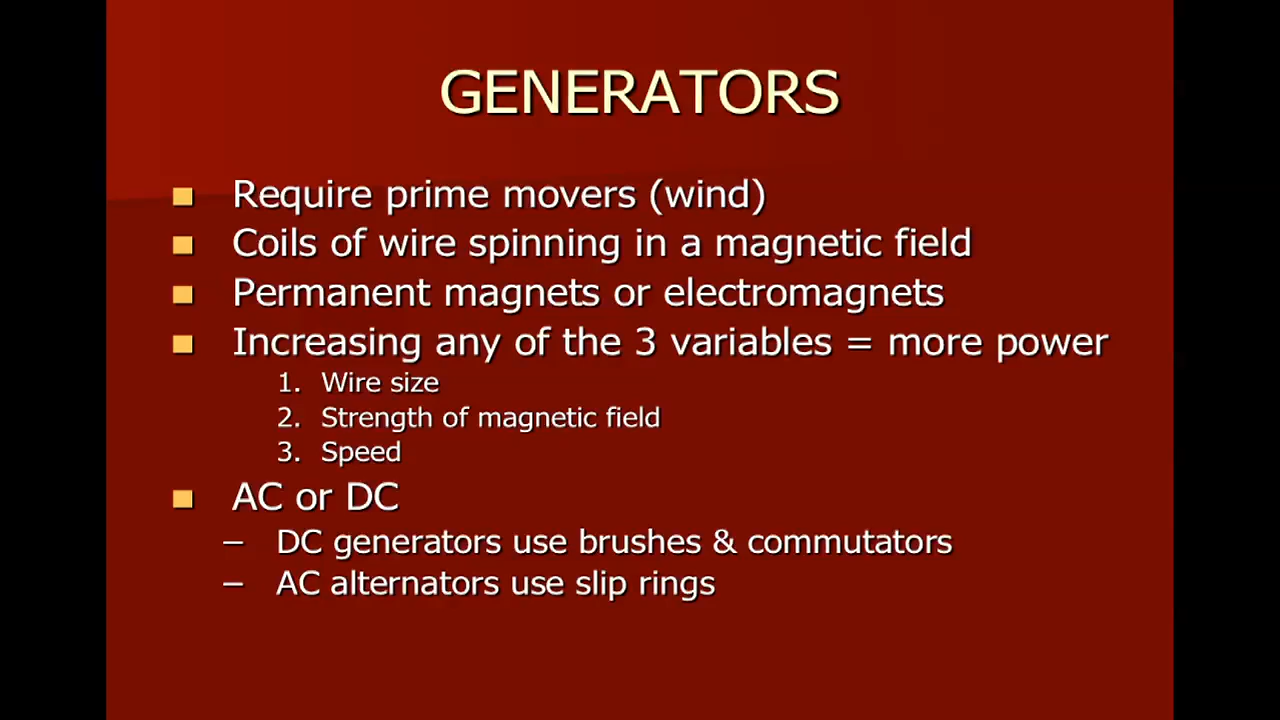 GENERATORS
Require prime movers (wind)
Coils of wire spinning in a magnetic field
Permanent magnets or electromagnets
Increasing any of the 3 variables = more power
1. Wire size
2. Strength of magnetic field
3. Speed
AC or DC
– DC generators use brushes & commutators
– AC alternators use slip rings